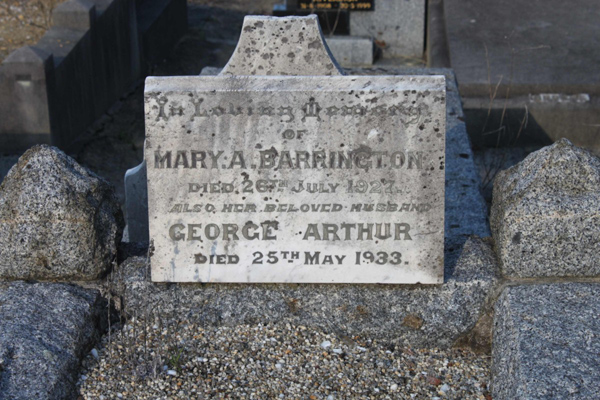 In Loving Memory
OF
MARY. A. BARRINGTON
DIED 26TH JULY 1927.
ALSO HER BELOVED HUSBAND
GEORGE ARTHUR
DIED 25TH MAY 1933.